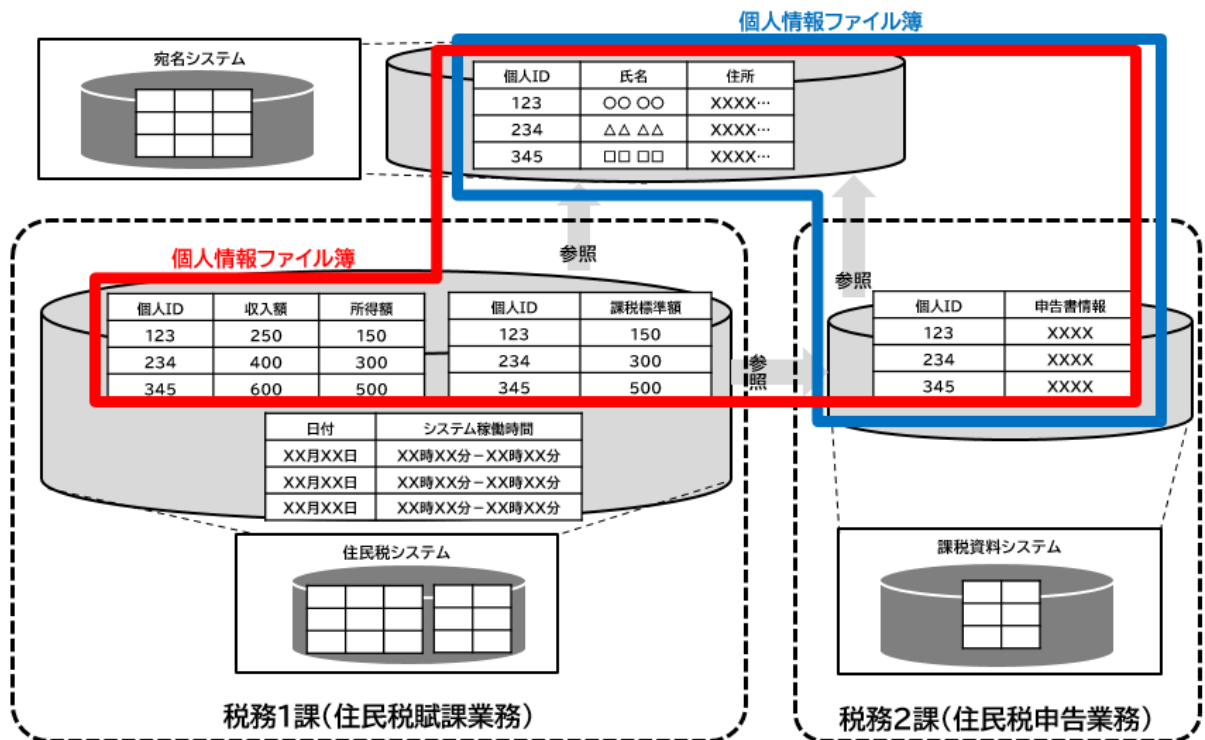 個人情報ファイル簿
宛名システム
個人ID 氏名 住所
123 〇〇 〇〇 XXXX…
234 △△ △△ XXXX…
345 □□ □□ XXXX…
個人情報ファイル簿
参照
参照
個人ID 収入額 所得額
123 250 150
234 400 300
345 600 500
個人ID 課税標準額
123 150
234 300
345 500
参照
個人ID 申告書情報
123 XXXX
234 XXXX
345 XXXX
日付 システム稼働時間
XX月XX日 XX時XX分－XX時XX分
XX月XX日 XX時XX分－XX時XX分
XX月XX日 XX時XX分－XX時XX分
住民税システム
課税資料システム
税務1課（住民税賦課業務）
税務2課（住民税申告業務）